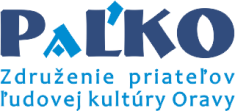 PaĽKO
Združenie priateľov
ľudovej kultúry Oravy